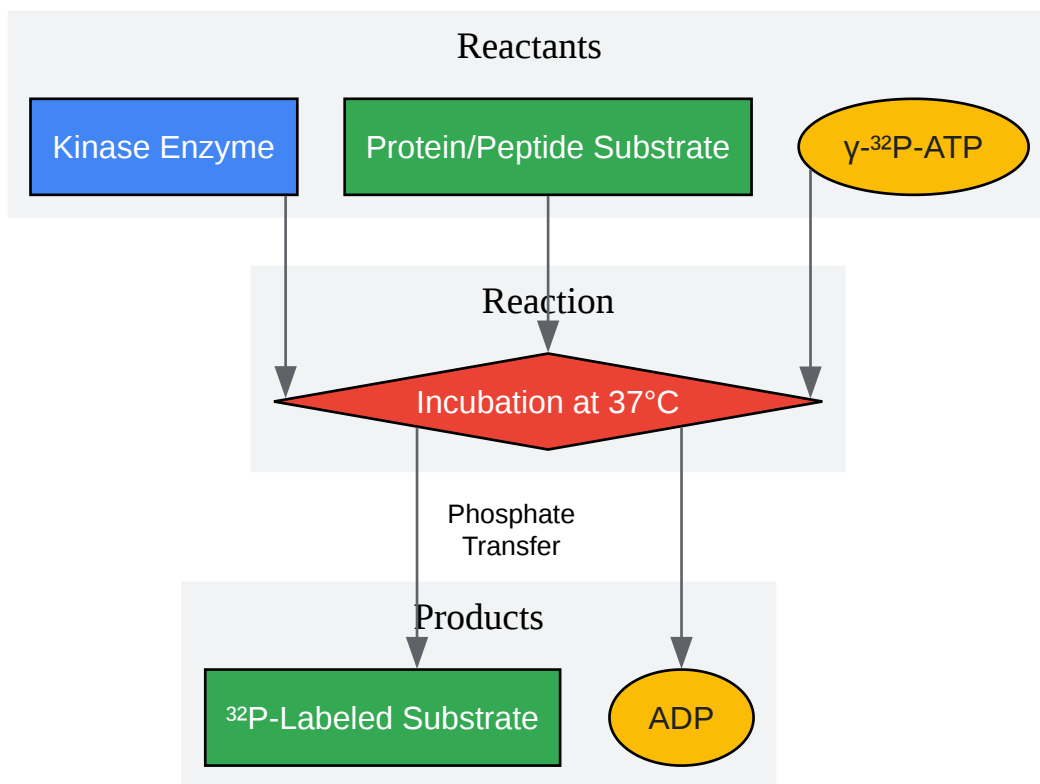 Reactants
Kinase Enzyme
Protein/Peptide Substrate
γ-³²P-ATP
Reaction
Incubation at 37°C
Phosphate
Transfer
Products
³²P-Labeled Substrate
ADP